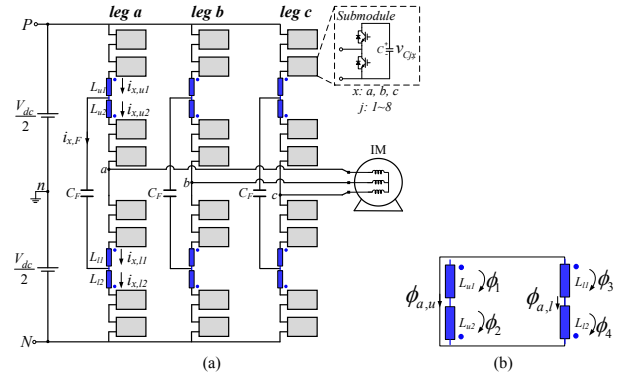 leg a leg b leg c
P
Submodule
C
v_Cjx
x: a, b, c
j: 1~8
L_u1 i_x,u1
L_u2 i_x,u2
V_dc
2
i_x,F
IM
a
n C_F b C_F C_F c
V_dc
2
L_l1 i_x,l1
L_l2 i_x,l2
N
(a)
L_u1 ϕ_1 L_l1 ϕ_3
ϕ_a,u ϕ_a,l
L_u2 ϕ_2 L_l2 ϕ_4
(b)